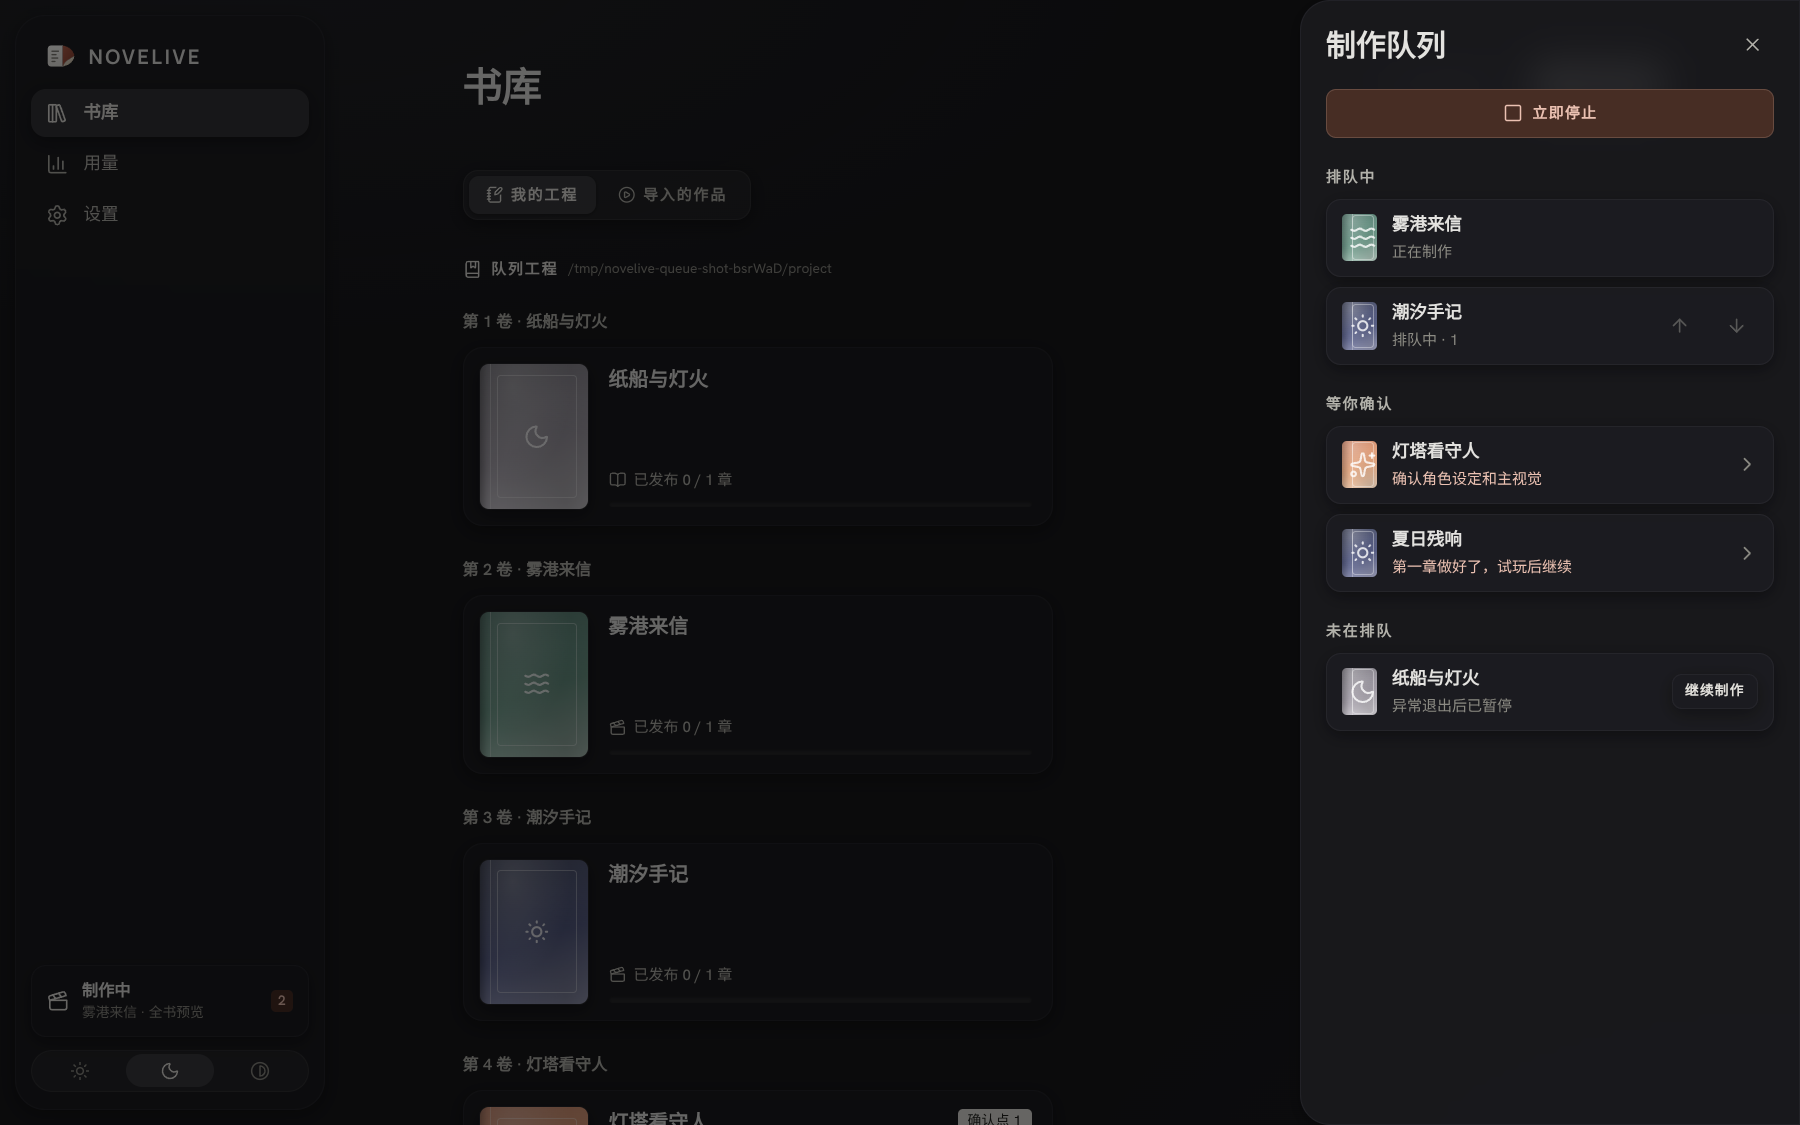 NOVELIVE
书库
用量
设置
制作中
雾港来信 · 全书预览
2
书库
我的工程
导入的作品
队列工程 /tmp/novelive-queue-shot-bsrWaD/project
第 1 卷 · 纸船与灯火
纸船与灯火
已发布 0 / 1 章
第 2 卷 · 雾港来信
雾港来信
已发布 0 / 1 章
第 3 卷 · 潮汐手记
潮汐手记
已发布 0 / 1 章
第 4 卷 · 灯塔看守人
灯塔看守人
确认点 1
制作队列
立即停止
排队中
雾港来信
正在制作
潮汐手记
排队中 · 1
等你确认
灯塔看守人
确认角色设定和主视觉
夏日残响
第一章做好了，试玩后继续
未在排队
纸船与灯火
异常退出后已暂停
继续制作